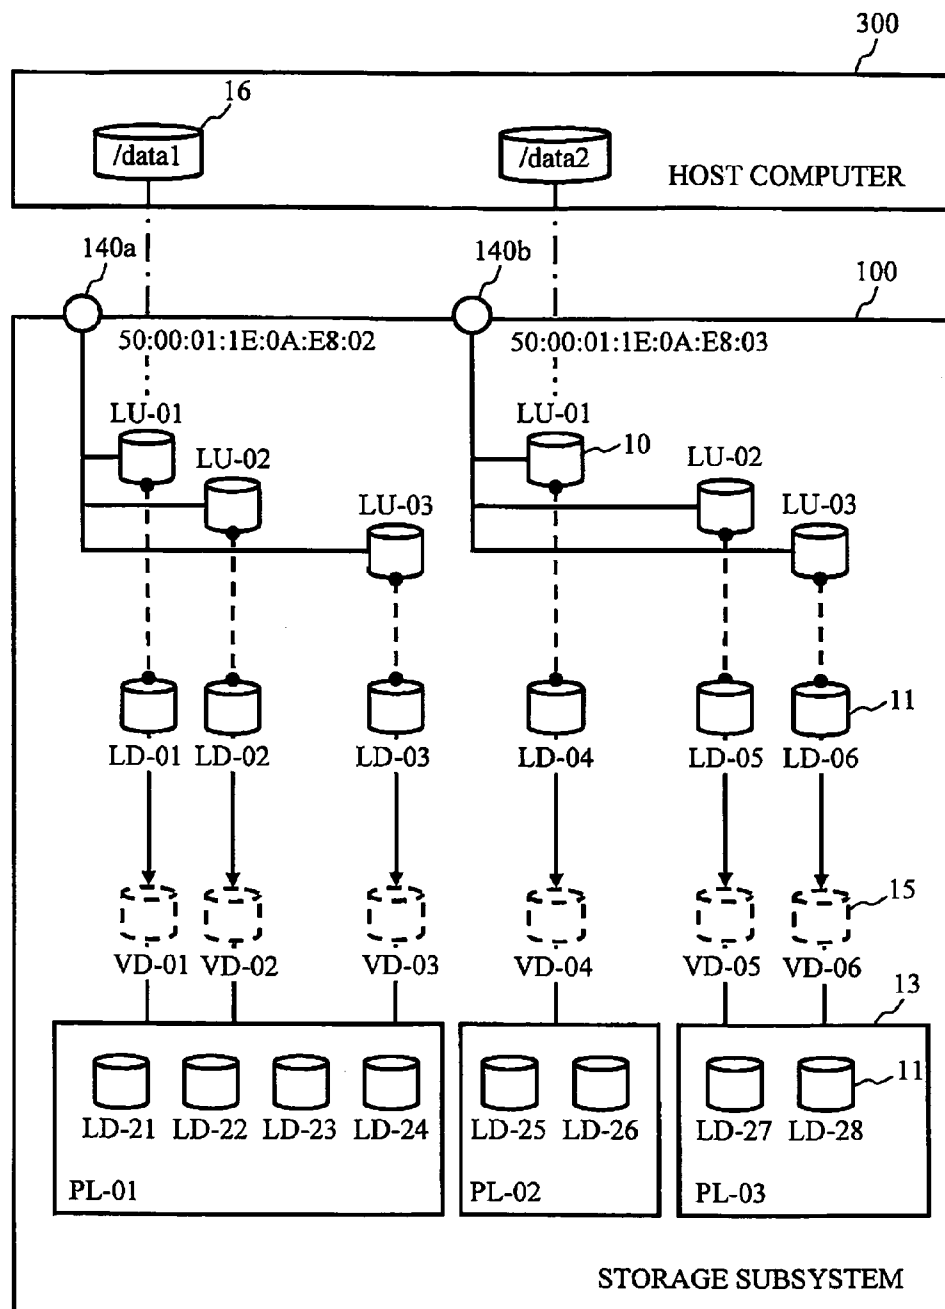 300
16
/data1
/data2
HOST COMPUTER
140a
140b
100
50:00:01:1E:0A:E8:02
50:00:01:1E:0A:E8:03
LU-01
LU-01
LU-02
10
LU-02
LU-03
LU-03
11
LD-01
LD-02
LD-03
LD-04
LD-05
LD-06
15
VD-01
VD-02
VD-03
VD-04
VD-05
VD-06
13
11
LD-21
LD-22
LD-23
LD-24
LD-25
LD-26
LD-27
LD-28
PL-01
PL-02
PL-03
STORAGE SUBSYSTEM